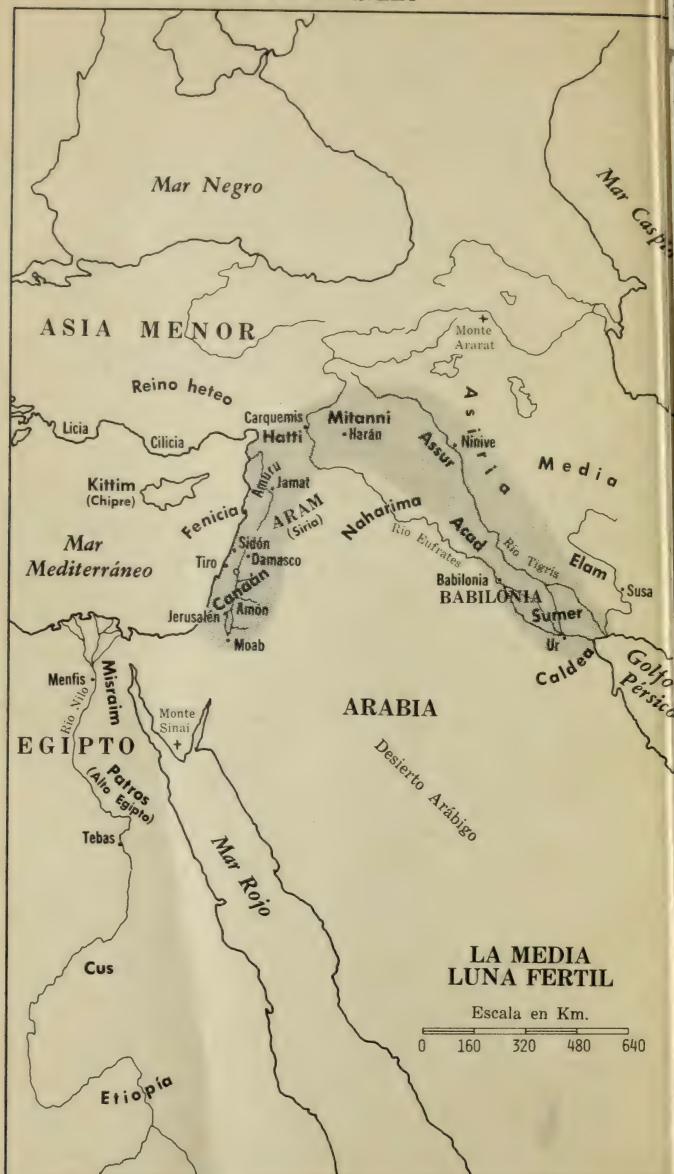 Mar Negro
Mar Caspi
ASIA MENOR
Monte
Ararat
Reino heteo
Asiria
Licia
Cilicia
Carquemis
Hatti
Mitanni
Harán
Assur
Nínive
Media
Kittim
(Chipre)
Amuru
Jamat
Fenicia
ARAM
(Siria)
Naharima
Río Eufrates
Acad
Río Tigris
Elam
Susa
Mar
Mediterráneo
Sidón
Tiro
Damasco
Canaán
Babilonia
BABILONIA
Sumer
Jerusalén
Amón
Moab
Ur
Caldea
Golfo
Pérsico
Menfis
Misraim
Río Nilo
Monte
Sinai
ARABIA
EGIPTO
Desierto Arábigo
Patros
(Alto Egipto)
Tebas
Mar Rojo
Cus
LA MEDIA
LUNA FERTIL
Escala en Km.
0 160 320 480 640
Etiopía